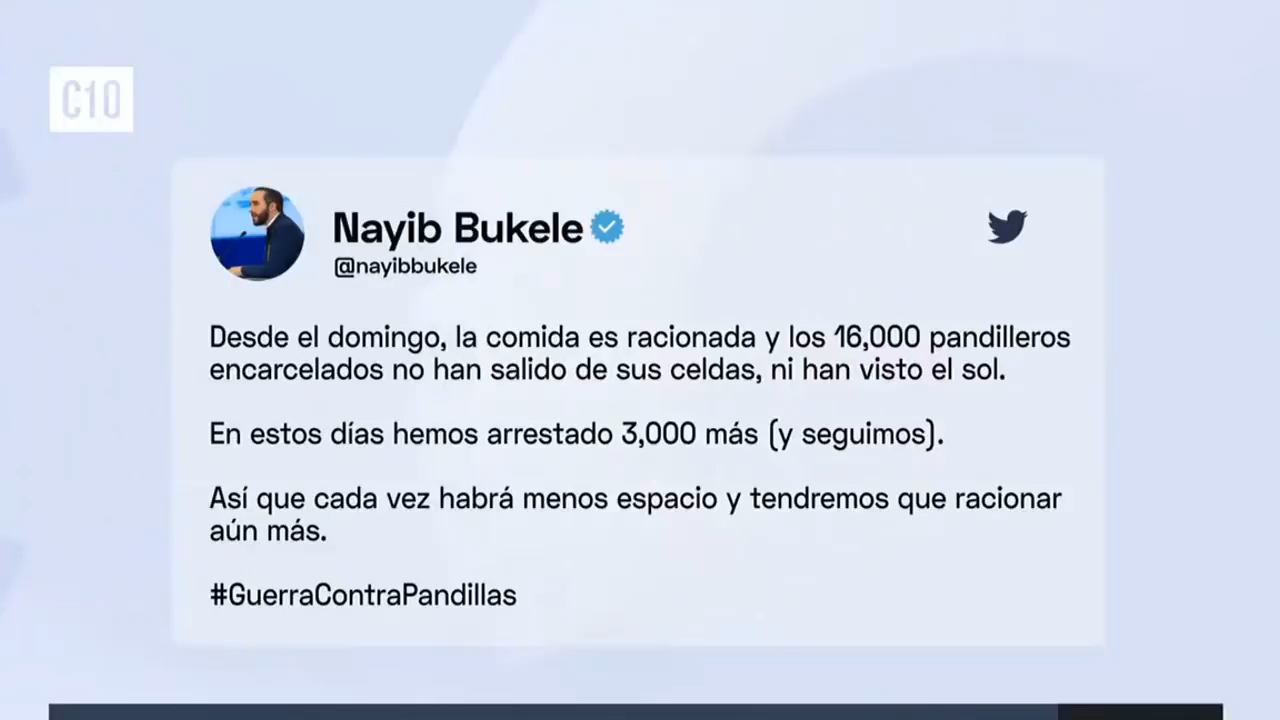 C10
Nayib Bukele
@nayibbukele
Desde el domingo, la comida es racionada y los 16,000 pandilleros
encarcelados no han salido de sus celdas, ni han visto el sol.
En estos días hemos arrestado 3,000 más (y seguimos).
Así que cada vez habrá menos espacio y tendremos que racionar
aún más.
#GuerraContraPandillas